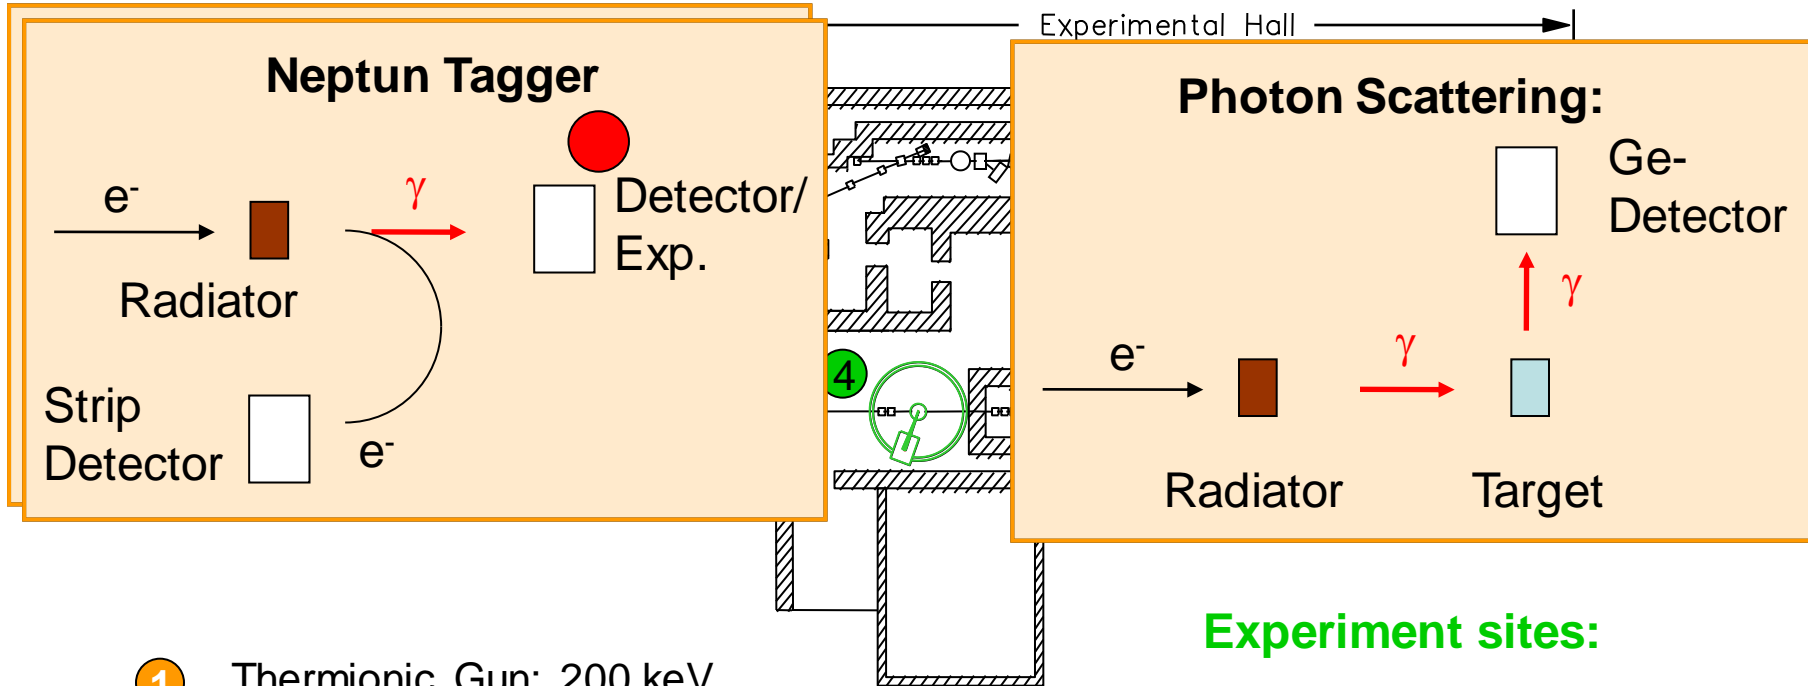 Experimental Hall
Neptun Tagger
e-
γ
Detector/
Exp.
Radiator
Strip
Detector
e-
4
Photon Scattering:
Ge-
Detector
γ
e-
γ
Radiator
Target
Experiment sites:
1
Thermionic Gun: 200 keV